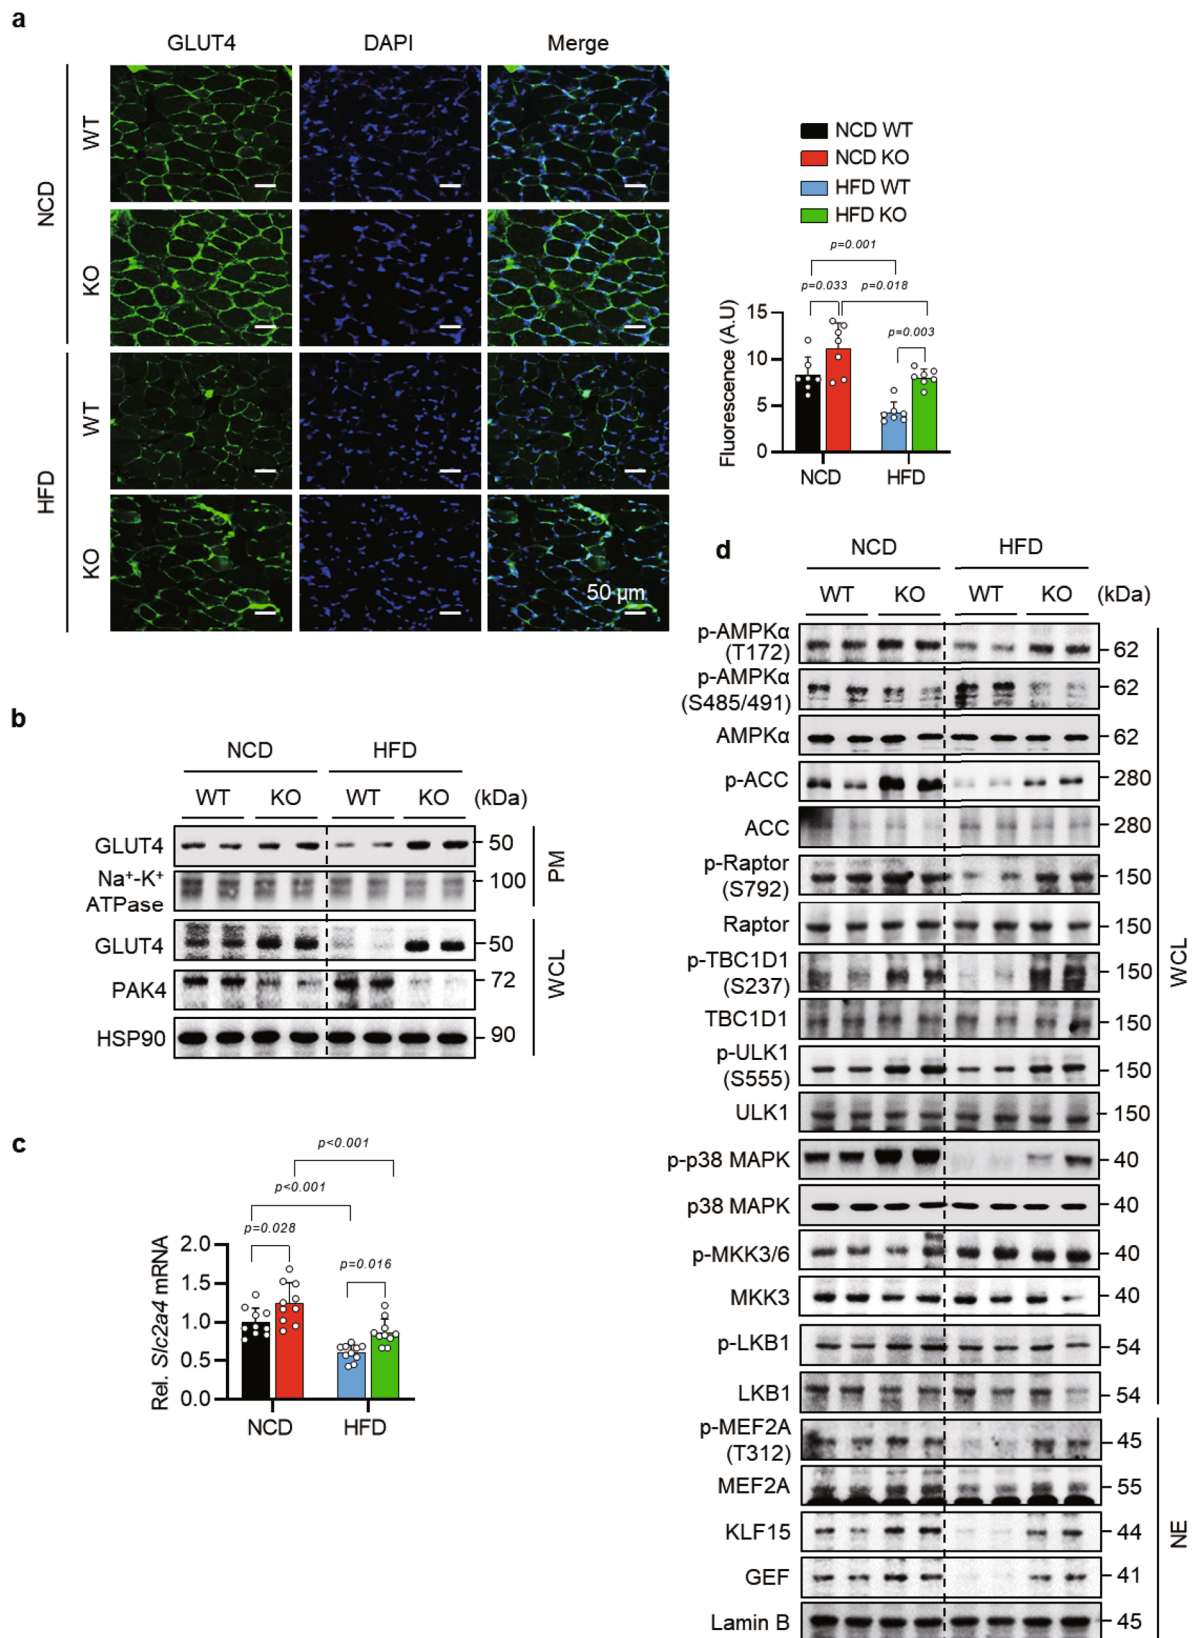 a
GLUT4 DAPI Merge
NCD
WT
KO
HFD
WT
KO
50 µm
NCD WT
NCD KO
HFD WT
HFD KO
p=0.001
p=0.033 p=0.018
p=0.003
Fluorescence (A.U)
15
10
5
0
NCD HFD
b
NCD HFD
WT KO WT KO (kDa)
GLUT4 50
Na⁺-K⁺
ATPase 100
PM
GLUT4 50
PAK4 72
HSP90 90
WCL
c
p<0.001
p<0.001
p=0.028
p=0.016
Rel. Slc2a4 mRNA
2.0
1.5
1.0
0.5
0.0
NCD HFD
d
NCD HFD
WT KO WT KO (kDa)
p-AMPKα
(T172) 62
p-AMPKα
(S485/491) 62
AMPKα 62
p-ACC 280
ACC 280
p-Raptor
(S792) 150
Raptor 150
p-TBC1D1
(S237) 150
TBC1D1 150
p-ULK1
(S555) 150
ULK1 150
p-p38 MAPK 40
p38 MAPK 40
p-MKK3/6 40
MKK3 40
p-LKB1 54
LKB1 54
WCL
p-MEF2A
(T312) 45
MEF2A 55
KLF15 44
GEF 41
Lamin B 45
NE